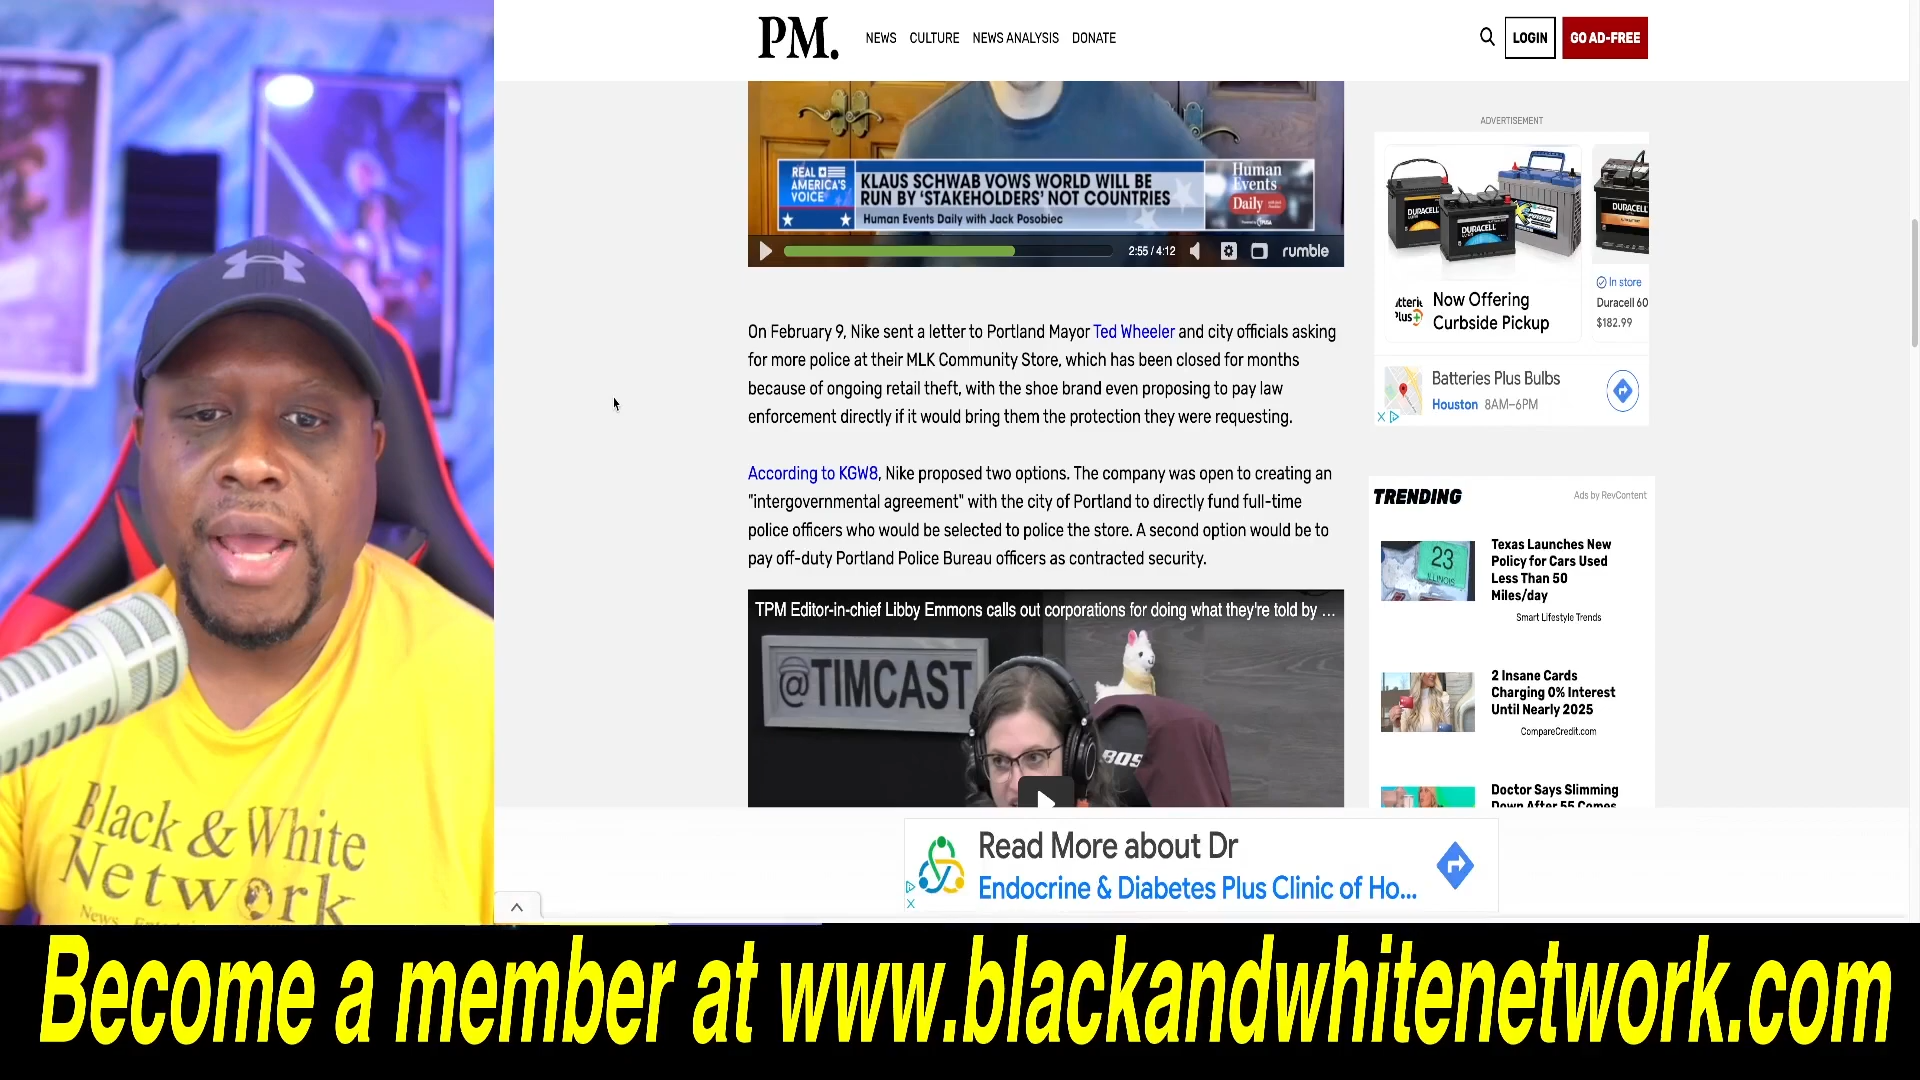 PM.
NEWS CULTURE NEWS ANALYSIS DONATE
LOGIN
GO AD-FREE
REAL
AMERICA'S
VOICE
KLAUS SCHWAB VOWS WORLD WILL BE
RUN BY 'STAKEHOLDERS' NOT COUNTRIES
Human Events Daily with Jack Posobiec
Human
Events
Daily
2:55 / 4:12
rumble
On February 9, Nike sent a letter to Portland Mayor Ted Wheeler and city officials asking
for more police at their MLK Community Store, which has been closed for months
because of ongoing retail theft, with the shoe brand even proposing to pay law
enforcement directly if it would bring them the protection they were requesting.
According to KGW8, Nike proposed two options. The company was open to creating an
"intergovernmental agreement" with the city of Portland to directly fund full-time
police officers who would be selected to police the store. A second option would be to
pay off-duty Portland Police Bureau officers as contracted security.
TPM Editor-in-chief Libby Emmons calls out corporations for doing what they're told by ...
@TIMCAST
BOS
ADVERTISEMENT
DURACELL
DURACELL
DURACELL
Now Offering
Curbside Pickup
In store
Duracell 60
$182.99
Batteries Plus Bulbs
Houston 8AM–6PM
TRENDING
Ads by RevContent
23
ILLINOIS
Texas Launches New
Policy for Cars Used
Less Than 50
Miles/day
Smart Lifestyle Trends
2 Insane Cards
Charging 0% Interest
Until Nearly 2025
CompareCredit.com
Doctor Says Slimming
Down After 55 Comes
Read More about Dr
Endocrine & Diabetes Plus Clinic of Ho...
Black & White
Network
News
Become a member at www.blackandwhitenetwork.com